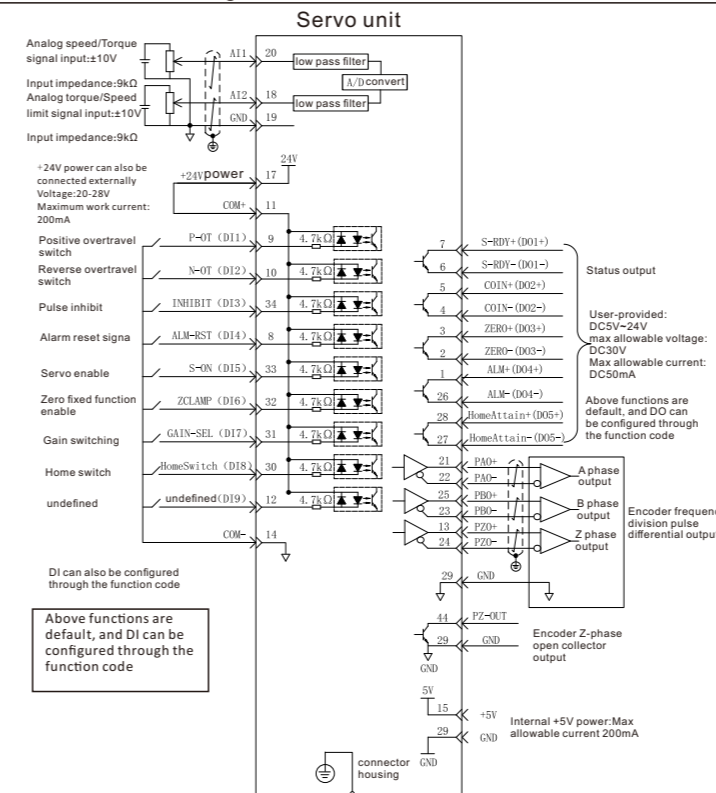 Servo unit
Analog speed/Torque
signal input:±10V
Input impedance:9kΩ
Analog torque/Speed
limit signal input:±10V
Input impedance:9kΩ
AI1
20
low pass filter
A/D convert
AI2
18
low pass filter
GND
19
+24V power can also be
connected externally
Voltage:20-28V
Maximum work current:
200mA
+24Vpower
17
24V
COM+
11
Positive overtravel
switch
P-OT (DI1)
9
4.7kΩ
Reverse overtravel
switch
N-OT (DI2)
10
4.7kΩ
Pulse inhibit
INHIBIT (DI3)
34
4.7kΩ
Alarm reset signa
ALM-RST (DI4)
8
4.7kΩ
Servo enable
S-ON (DI5)
33
4.7kΩ
Zero fixed function
enable
ZCLAMP (DI6)
32
4.7kΩ
Gain switching
GAIN-SEL (DI7)
31
4.7kΩ
Home switch
HomeSwitch (DI8)
30
4.7kΩ
undefined
undefined(DI9)
12
4.7kΩ
COM-
14
DI can also be configured
through the function code
Above functions are
default, and DI can be
configured through the
function code
7
S-RDY+(DO1+)
6
S-RDY-(DO1-)
5
COIN+(DO2+)
4
COIN-(DO2-)
3
ZERO+(DO3+)
2
ZERO-(DO3-)
1
ALM+(DO4+)
26
ALM-(DO4-)
28
HomeAttain+(DO5+)
27
HomeAttain-(DO5-)
Status output
User-provided:
DC5V~24V
max allowable voltage:
DC30V
Max allowable current:
DC50mA
Above functions are
default, and DO can
be configured through
the function code
21
PAO+
22
PAO-
25
PBO+
23
PBO-
13
PZO+
24
PZO-
A phase
output
B phase
output
Z phase
output
Encoder frequenc
division pulse
differential output
29
GND
44
PZ-OUT
29
GND
GND
Encoder Z-phase
open collector
output
5V
15
+5V
29
GND
GND
Internal +5V power:Max
allowable current 200mA
connector
housing